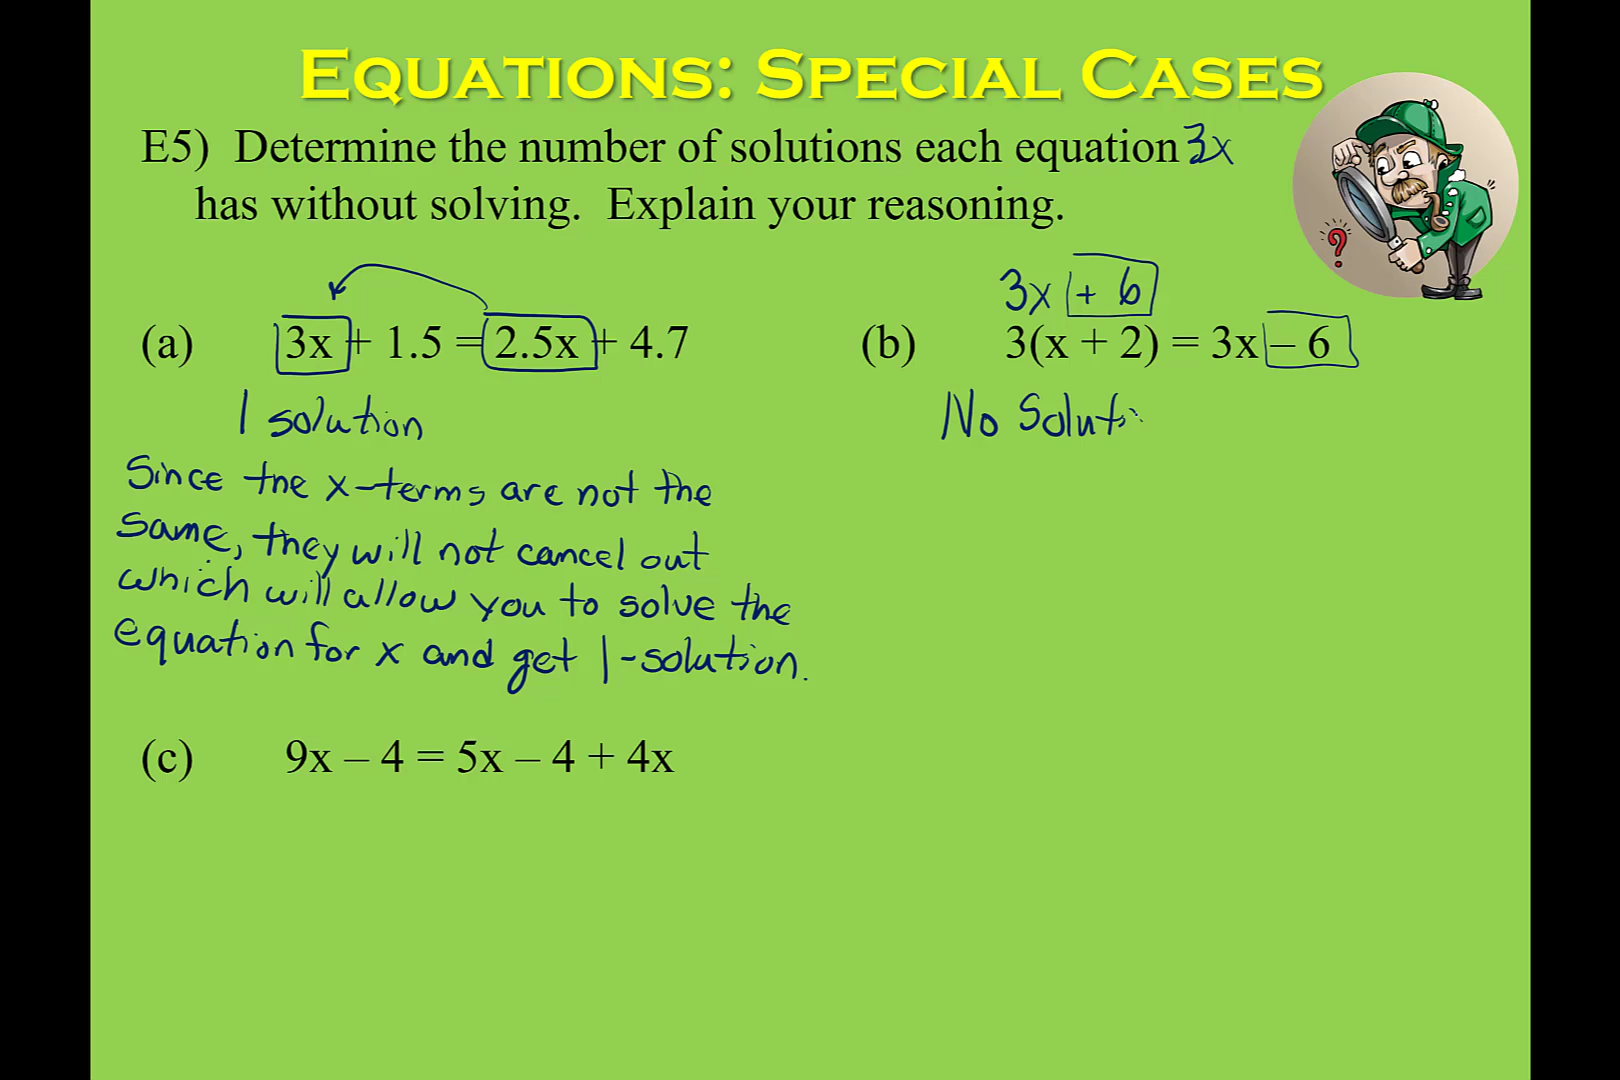 EQUATIONS: SPECIAL CASES
E5) Determine the number of solutions each equation 3x
has without solving. Explain your reasoning.
?
(a) 3x + 1.5 = 2.5x + 4.7
1 solution
Since the x-terms are not the
same, they will not cancel out
which will allow you to solve the
equation for x and get 1-solution.
3x + 6
(b) 3(x + 2) = 3x – 6
No Soluti
(c) 9x – 4 = 5x – 4 + 4x